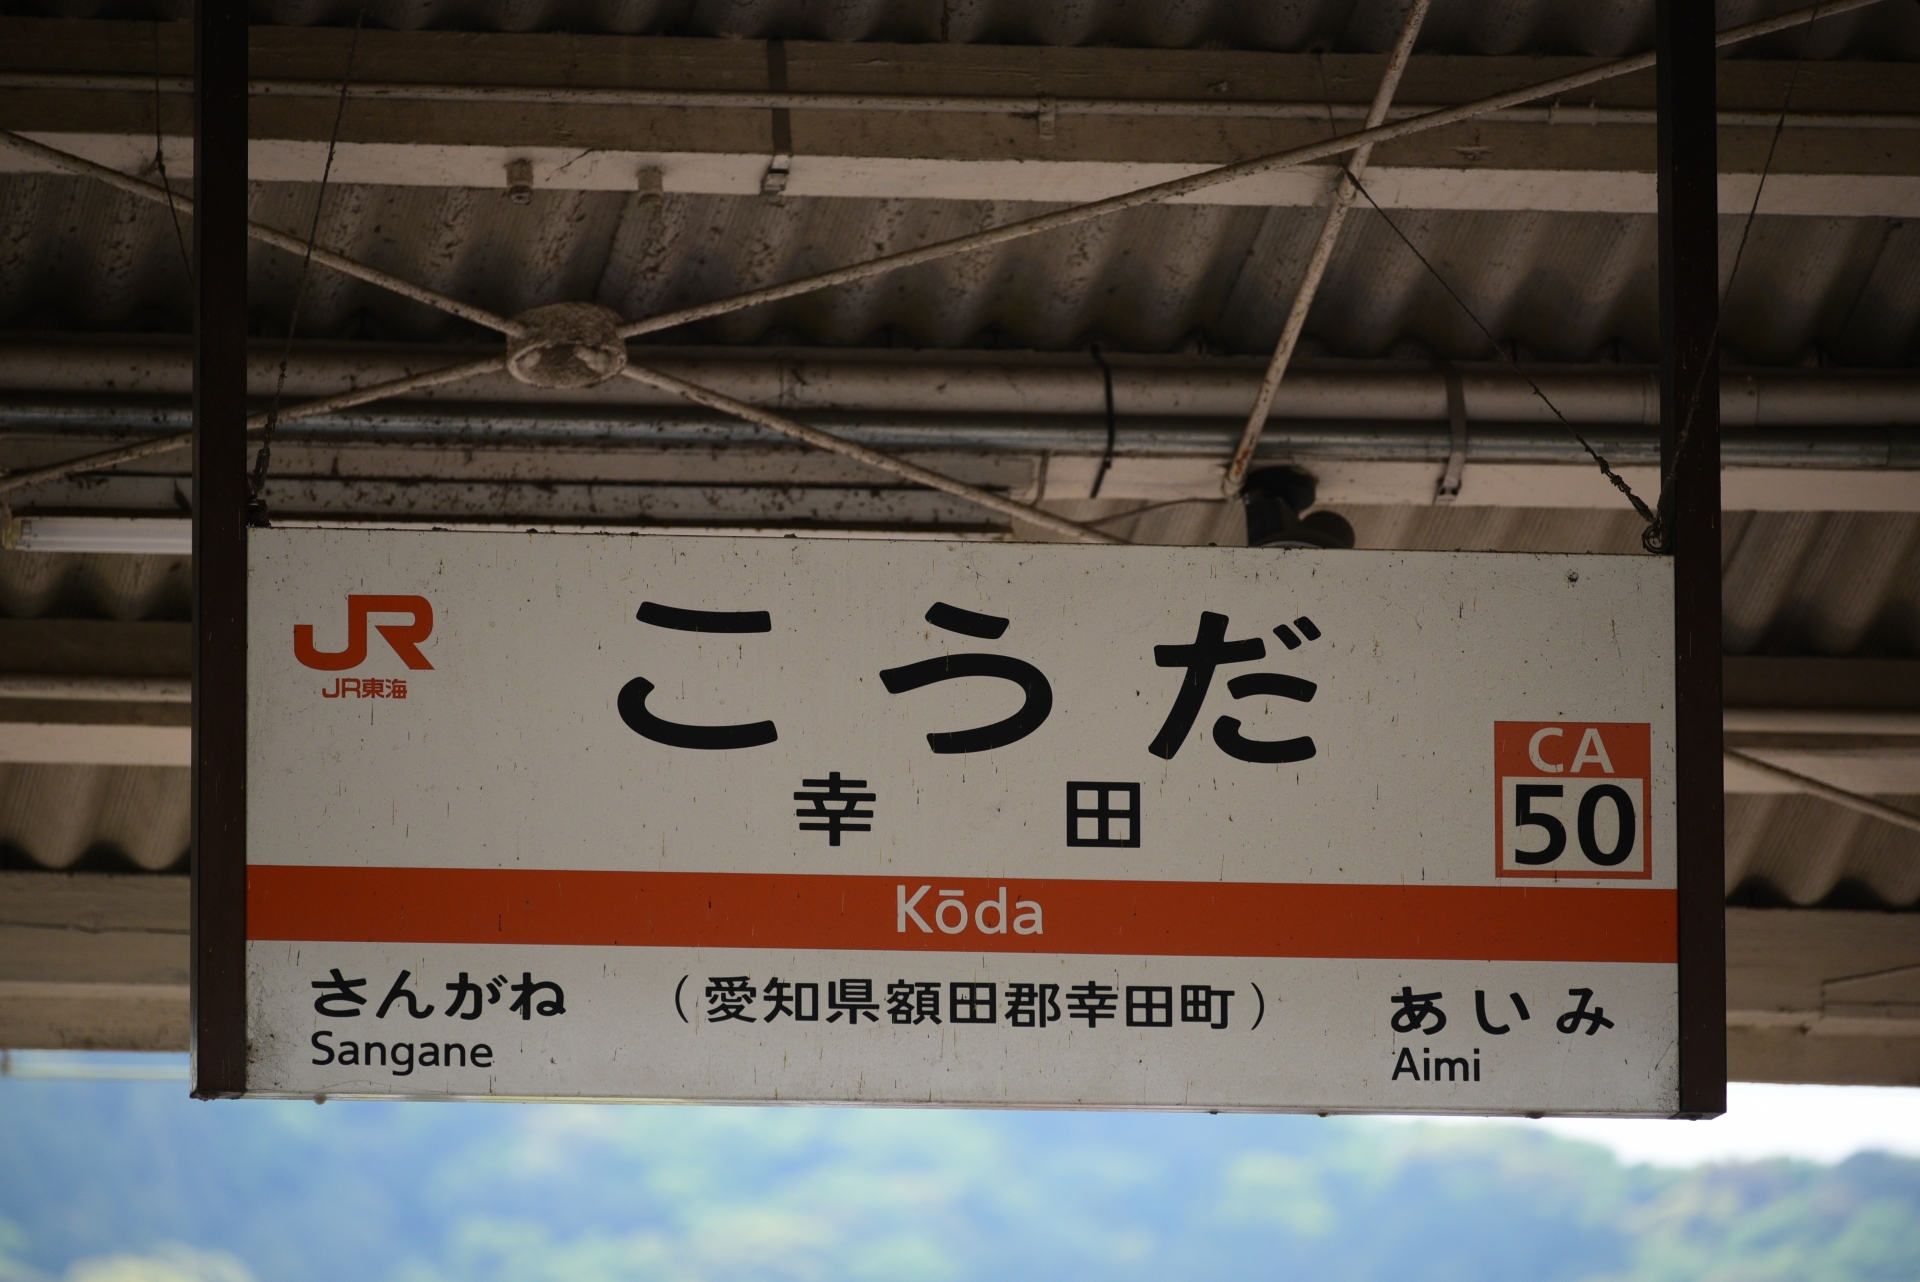 JR
JR東海
こうだ
幸田
CA
50
Kōda
さんがね
Sangane
（愛知県額田郡幸田町）
あいみ
Aimi